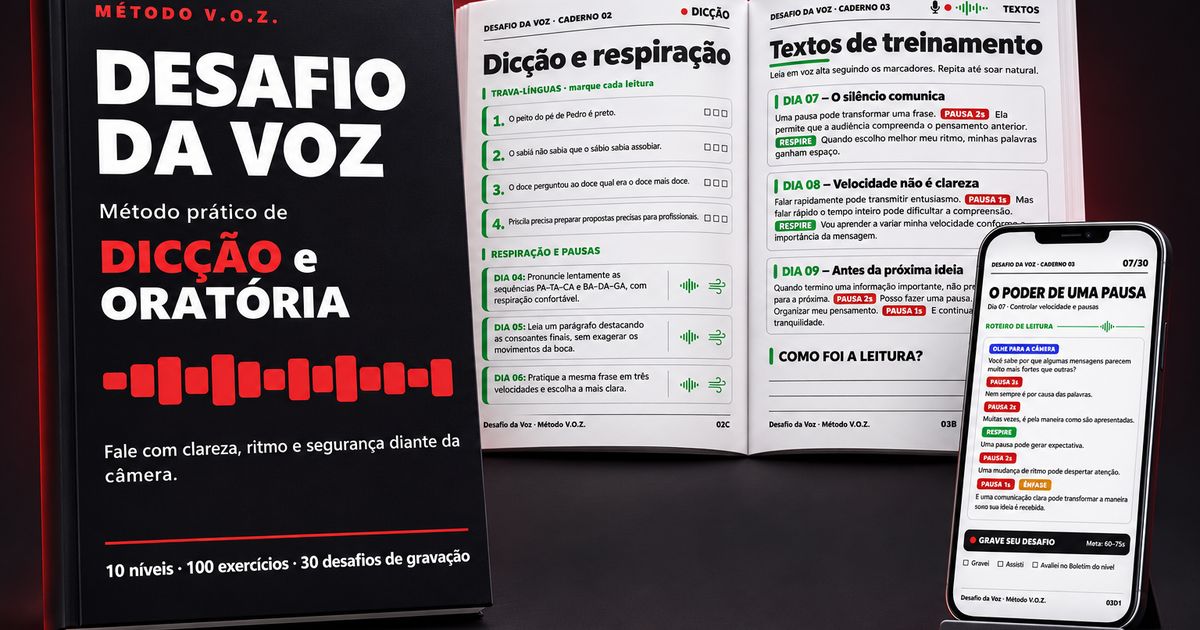 MÉTODO V.O.Z.
DESAFIO
DA VOZ
Método prático de
DICÇÃO e
ORATÓRIA
Fale com clareza, ritmo e segurança diante da
câmera.
10 níveis · 100 exercícios · 30 desafios de gravação
DESAFIO DA VOZ · CADERNO 02
DICÇÃO
Dicção e respiração
TRAVA-LÍNGUAS · marque cada leitura
1. O peito do pé de Pedro é preto.
2. O sabiá não sabia que o sábio sabia assobiar.
3. O doce perguntou ao doce qual era o doce mais doce.
4. Priscila precisa preparar propostas precisas para profissionais.
RESPIRAÇÃO E PAUSAS
DIA 04: Pronuncie lentamente as
sequências PA-TA-CA e BA-DA-GA, com
respiração confortável.
DIA 05: Leia um parágrafo destacando
as consoantes finais, sem exagerar os
movimentos da boca.
DIA 06: Pratique a mesma frase em três
velocidades e escolha a mais clara.
Desafio da Voz · Método V.O.Z.
02C
DESAFIO DA VOZ · CADERNO 03
TEXTOS
Textos de treinamento
Leia em voz alta seguindo os marcadores. Repita até soar natural.
DIA 07 – O silêncio comunica
Uma pausa pode transformar uma frase. PAUSA 2s Ela
permite que a audiência compreenda o pensamento anterior.
RESPIRE Quando escolho melhor meu ritmo, minhas palavras
ganham espaço.
DIA 08 – Velocidade não é clareza
Falar rapidamente pode transmitir entusiasmo. PAUSA 1s Mas
falar rápido o tempo inteiro pode dificultar a compreensão.
RESPIRE Vou aprender a variar minha velocidade conforme a
importância da mensagem.
DIA 09 – Antes da próxima ideia
Quando termino uma informação importante, não pre
para a próxima. PAUSA 2s Posso fazer uma pausa.
Organizar meu pensamento. PAUSA 1s E continua
tranquilidade.
COMO FOI A LEITURA?
Desafio da Voz · Método V.O.Z.
03B
DESAFIO DA VOZ · CADERNO 03
07/30
O PODER DE UMA PAUSA
Dia 07 · Controlar velocidade e pausas
ROTEIRO DE LEITURA
OLHE PARA A CÂMERA
Você sabe por que algumas mensagens parecem
muito mais fortes que outras?
PAUSA 3s
Nem sempre é por causa das palavras.
PAUSA 2s
Muitas vezes, é pela maneira como são apresentadas.
RESPIRE
Uma pausa pode gerar expectativa.
PAUSA 2s
Uma mudança de ritmo pode despertar atenção.
PAUSA 1s ÊNFASE
E uma comunicação clara pode transformar a maneira
como sua ideia é recebida.
GRAVE SEU DESAFIO
Meta: 60–75s
Gravei
Assisti
Avaliei no Boletim do nível
Desafio da Voz · Método V.O.Z.
03D1